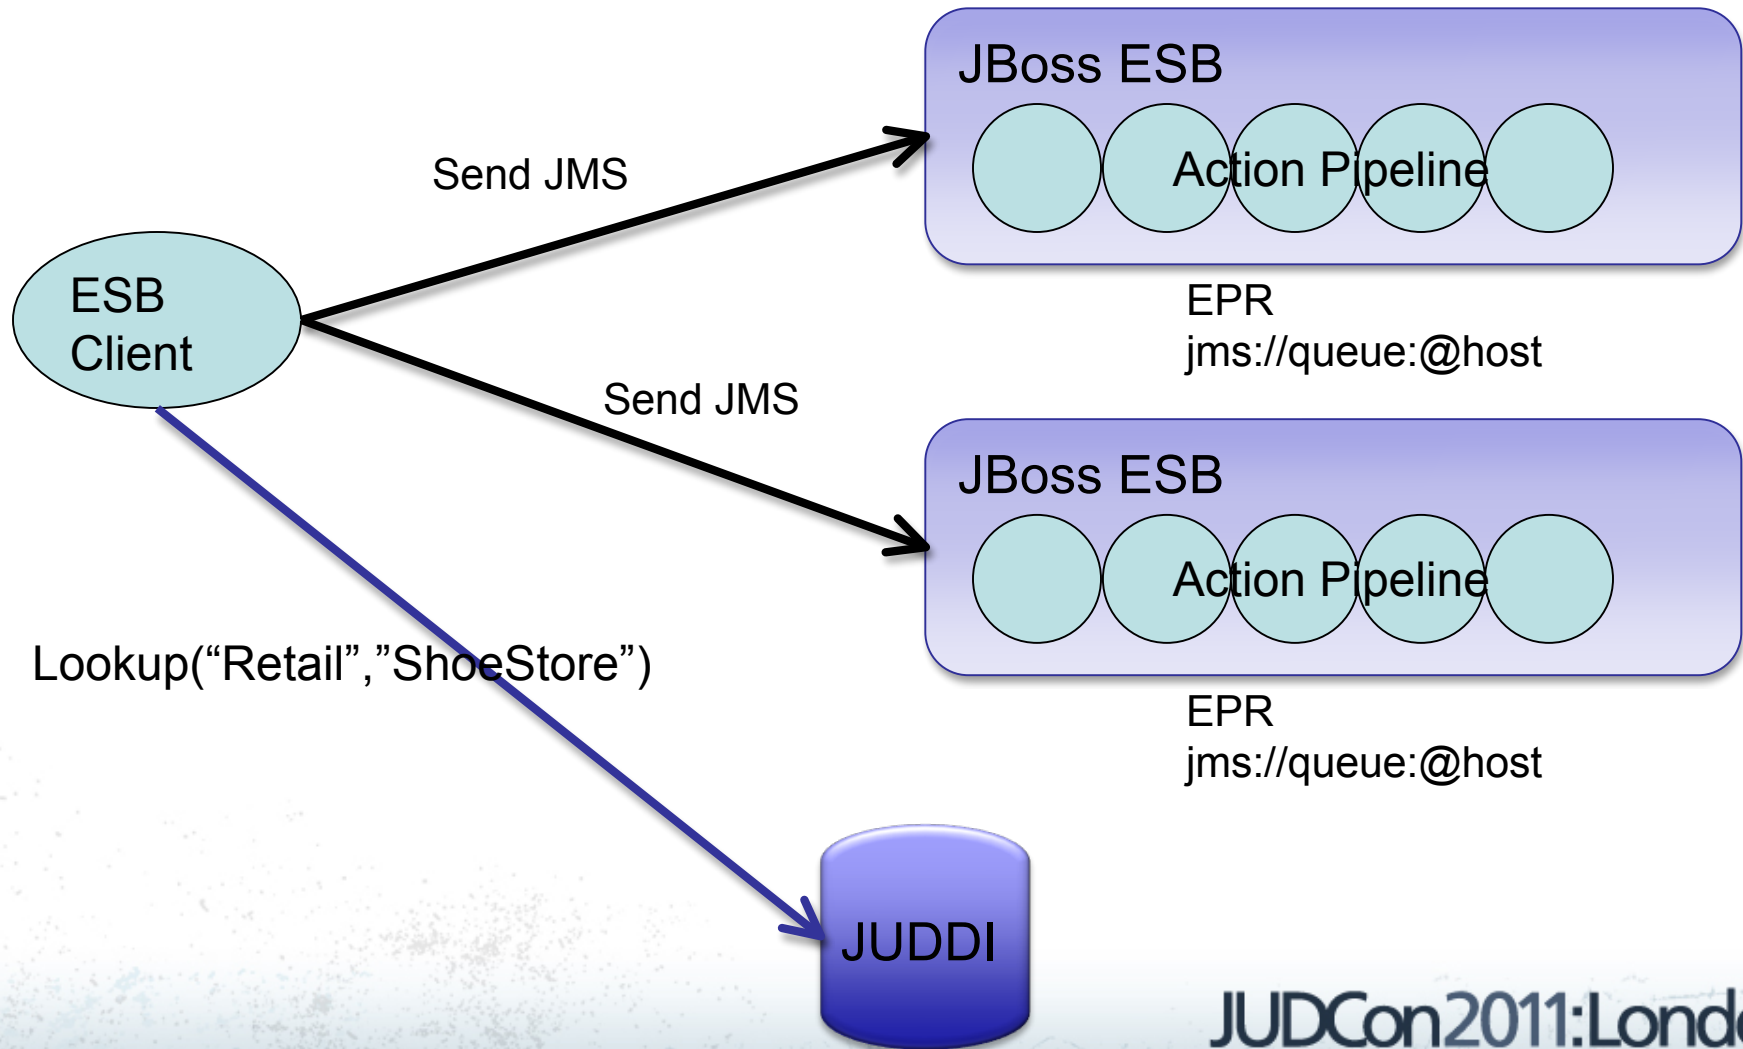 JBoss ESB
Action Pipeline
Send JMS
ESB
Client
EPR
jms://queue:@host
Send JMS
JBoss ESB
Action Pipeline
Lookup(“Retail”,”ShoeStore”)
EPR
jms://queue:@host
JUDDI
JUDCon2011:Londo